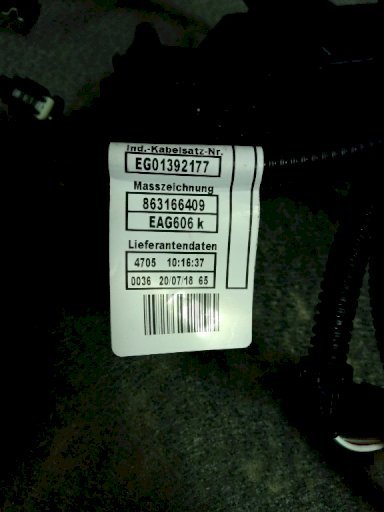 Ind.-Kabelsatz-Nr.
EG01392177
Masszeichnung
863166409
EAG606 k
Lieferantendaten
4705 10:16:37
0036 20/07/18 65